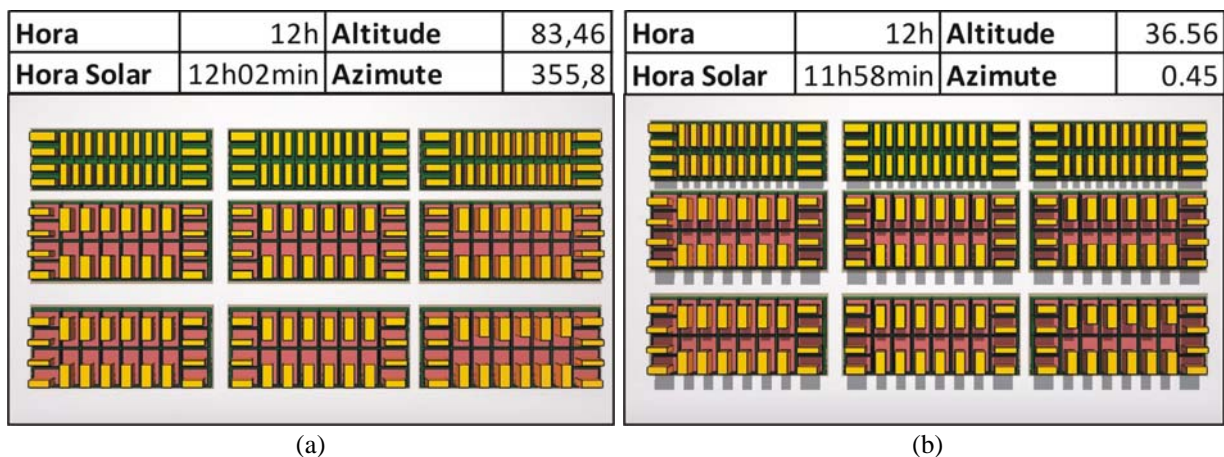 Hora 12h Altitude 83,46
Hora Solar 12h02min Azimute 355,8
Hora 12h Altitude 36.56
Hora Solar 11h58min Azimute 0.45
(a)
(b)